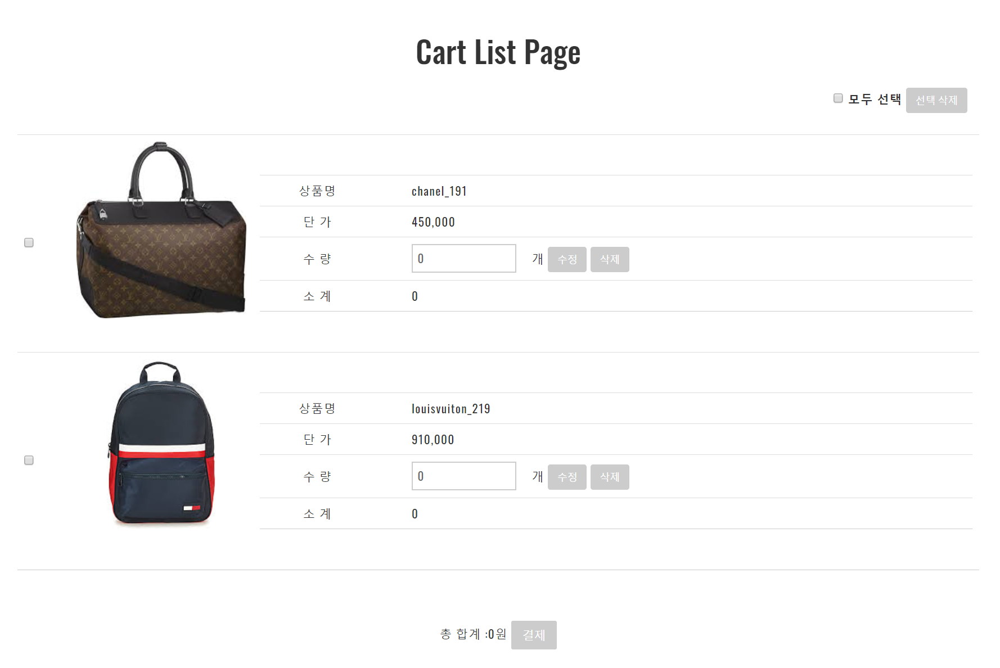 Cart List Page
모두 선택 선택 삭제
상품명 chanel_191
단 가 450,000
수 량 0 개 수정 삭제
소 계 0
상품명 louisvuiton_219
단 가 910,000
수 량 0 개 수정 삭제
소 계 0
총 합계 :0원 결제